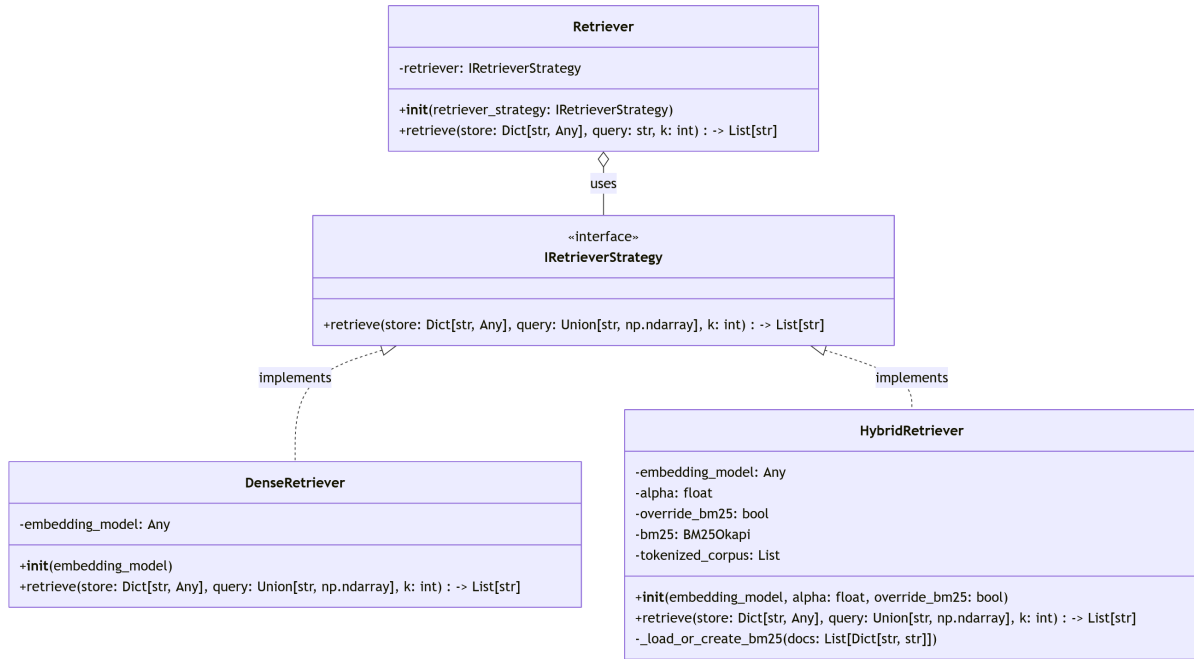 Retriever
-retriever: IRetrieverStrategy
+init(retriever_strategy: IRetrieverStrategy)
+retrieve(store: Dict[str, Any], query: str, k: int) : -> List[str]
uses
«interface»
IRetrieverStrategy
+retrieve(store: Dict[str, Any], query: Union[str, np.ndarray], k: int) : -> List[str]
implements
implements
DenseRetriever
-embedding_model: Any
+init(embedding_model)
+retrieve(store: Dict[str, Any], query: Union[str, np.ndarray], k: int) : -> List[str]
HybridRetriever
-embedding_model: Any
-alpha: float
-override_bm25: bool
-bm25: BM25Okapi
-tokenized_corpus: List
+init(embedding_model, alpha: float, override_bm25: bool)
+retrieve(store: Dict[str, Any], query: Union[str, np.ndarray], k: int) : -> List[str]
-_load_or_create_bm25(docs: List[Dict[str, str]])